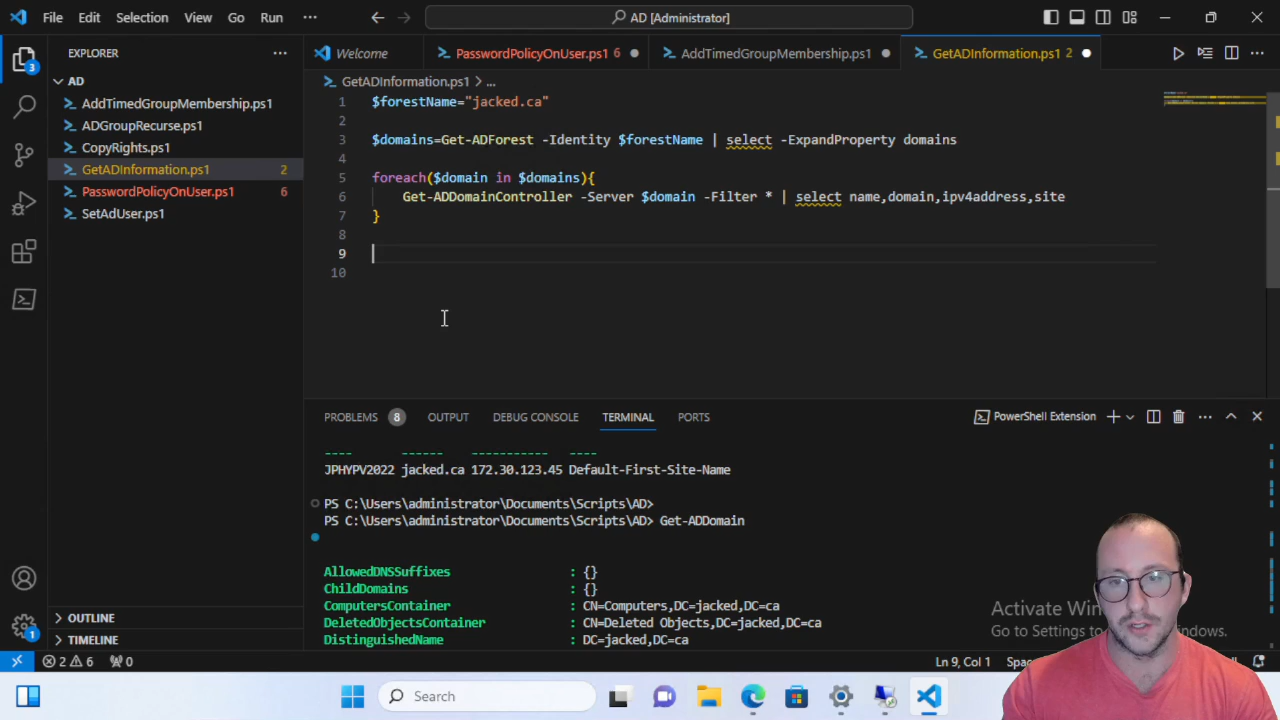 File Edit Selection View Go Run ··· AD [Administrator]
EXPLORER ···
AD
AddTimedGroupMembership.ps1
ADGroupRecurse.ps1
CopyRights.ps1
GetADInformation.ps1 2
PasswordPolicyOnUser.ps1 6
SetAdUser.ps1
OUTLINE
TIMELINE
Welcome PasswordPolicyOnUser.ps1 6 AddTimedGroupMembership.ps1 GetADInformation.ps1 2 ···
GetADInformation.ps1 > ...
1 $forestName="jacked.ca"
2
3 $domains=Get-ADForest -Identity $forestName | select -ExpandProperty domains
4
5 foreach($domain in $domains){
6 Get-ADDomainController -Server $domain -Filter * | select name,domain,ipv4address,site
7 }
8
9
10
PROBLEMS 8 OUTPUT DEBUG CONSOLE TERMINAL PORTS PowerShell Extension ···
---- ------ ----------- ----
JPHYPV2022 jacked.ca 172.30.123.45 Default-First-Site-Name
PS C:\Users\administrator\Documents\Scripts\AD>
PS C:\Users\administrator\Documents\Scripts\AD> Get-ADDomain
AllowedDNSSuffixes : {}
ChildDomains : {}
ComputersContainer : CN=Computers,DC=jacked,DC=ca
DeletedObjectsContainer : CN=Deleted Objects,DC=jacked,DC=ca
DistinguishedName : DC=jacked,DC=ca
Activate
Go to Settings
3
1
2 6 0 Ln 9, Col 1
Search